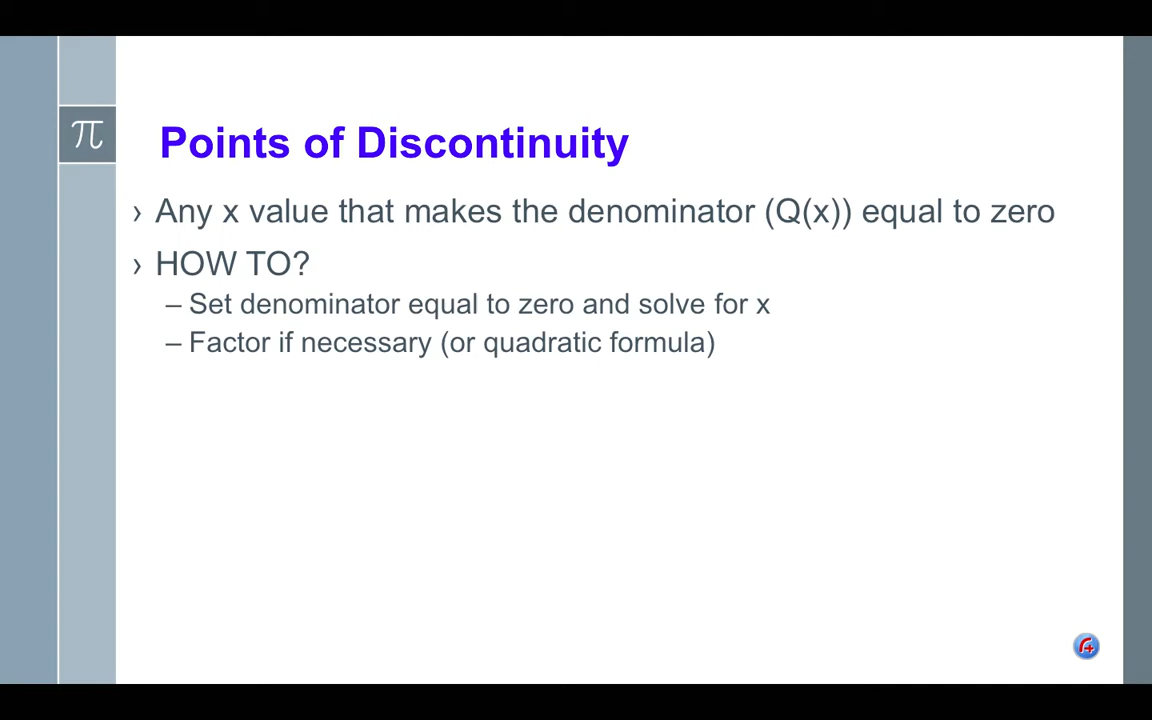 π
Points of Discontinuity
› Any x value that makes the denominator (Q(x)) equal to zero
› HOW TO?
– Set denominator equal to zero and solve for x
– Factor if necessary (or quadratic formula)